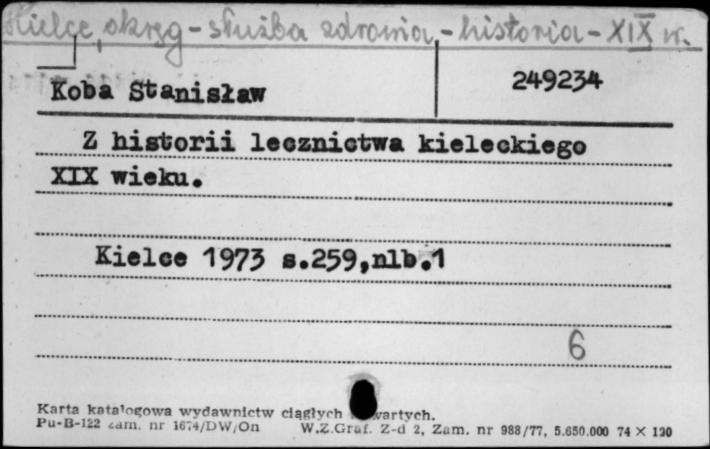 Kielce, okręg - służba zdrowia - historia - XIX w.
Koba Stanisław 249234
Z historii lecznictwa kieleckiego
XIX wieku.
Kielce 1973 s.259,nlb.1
6
Karta katalogowa wydawnictw ciągłych wartych.
Pu-B-122 zam. nr 1674/DW/On W.Z.Graf. Z-d 2, Zam. nr 988/77, 5.650.000 74 X 120